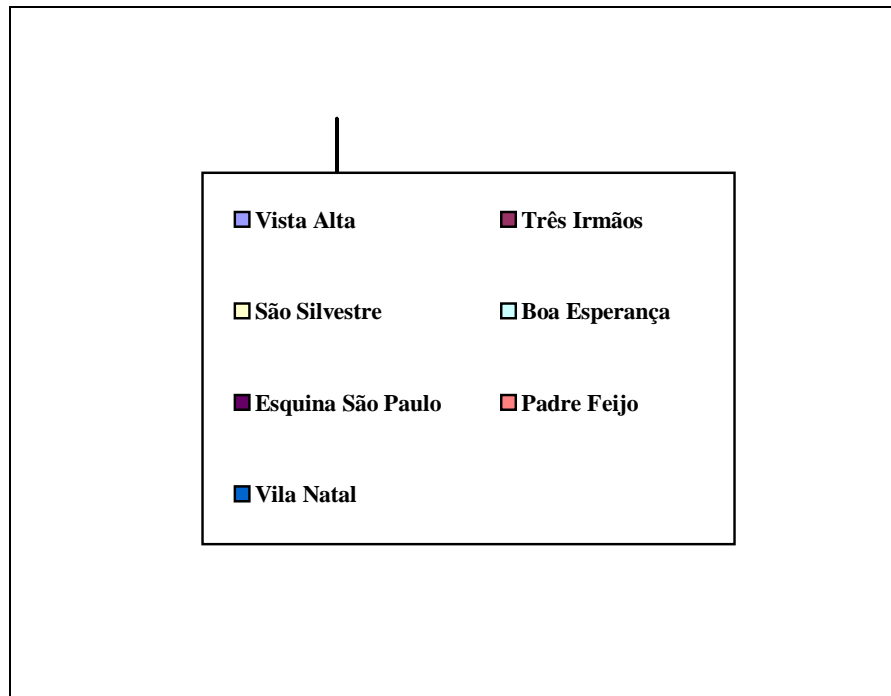 Vista Alta Três Irmãos
São Silvestre Boa Esperança
Esquina São Paulo Padre Feijo
Vila Natal